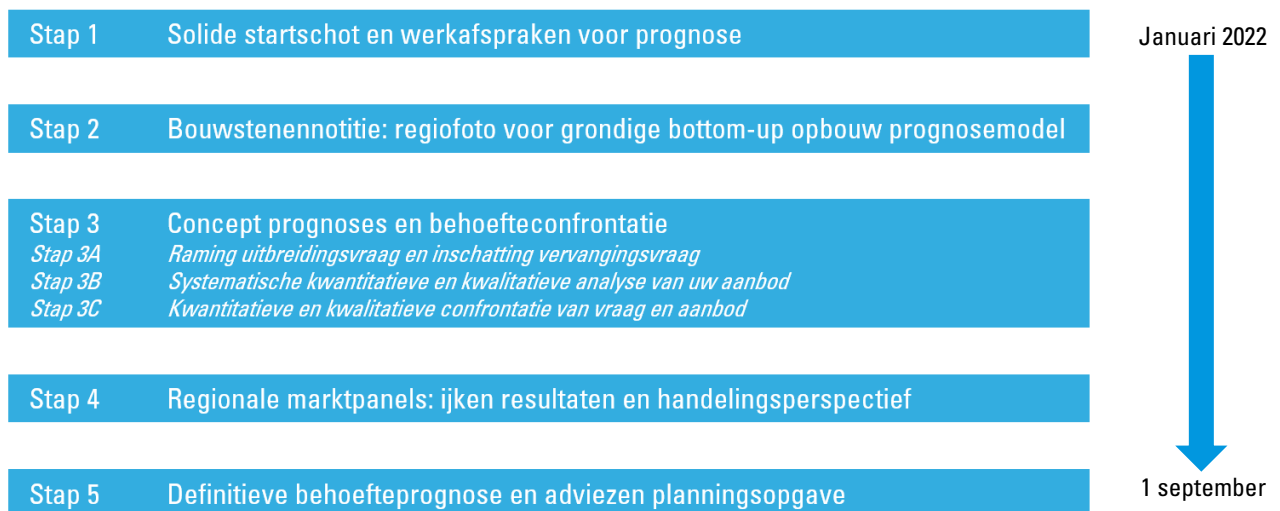 Stap 1 Solide startschot en werkafspraken voor prognose
Januari 2022
Stap 2 Bouwstenennotitie: regiofoto voor grondige bottom-up opbouw prognosemodel
Stap 3 Concept prognoses en behoefteconfrontatie
Stap 3A Raming uitbreidingsvraag en inschatting vervangingsvraag
Stap 3B Systematische kwantitatieve en kwalitatieve analyse van uw aanbod
Stap 3C Kwantitatieve en kwalitatieve confrontatie van vraag en aanbod
Stap 4 Regionale marktpanels: ijken resultaten en handelingsperspectief
Stap 5 Definitieve behoefteprognose en adviezen planningsopgave
1 september